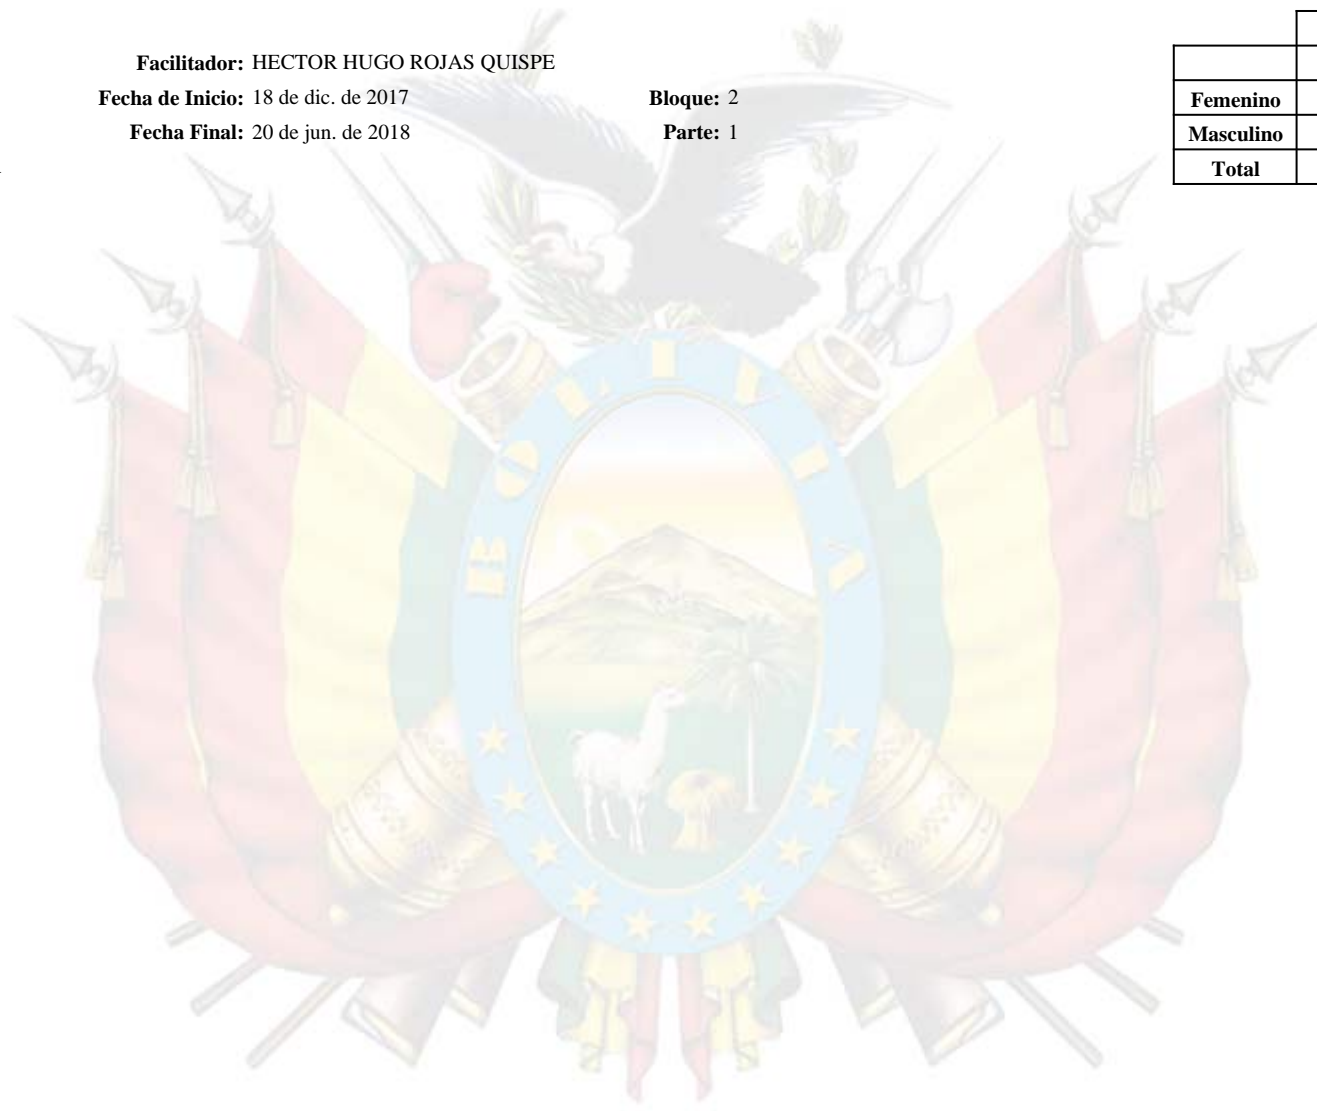 Facilitador: HECTOR HUGO ROJAS QUISPE
Fecha de Inicio: 18 de dic. de 2017 Bloque: 2
Fecha Final: 20 de jun. de 2018 Parte: 1
Femenino
Masculino
Total
BOLIVIA